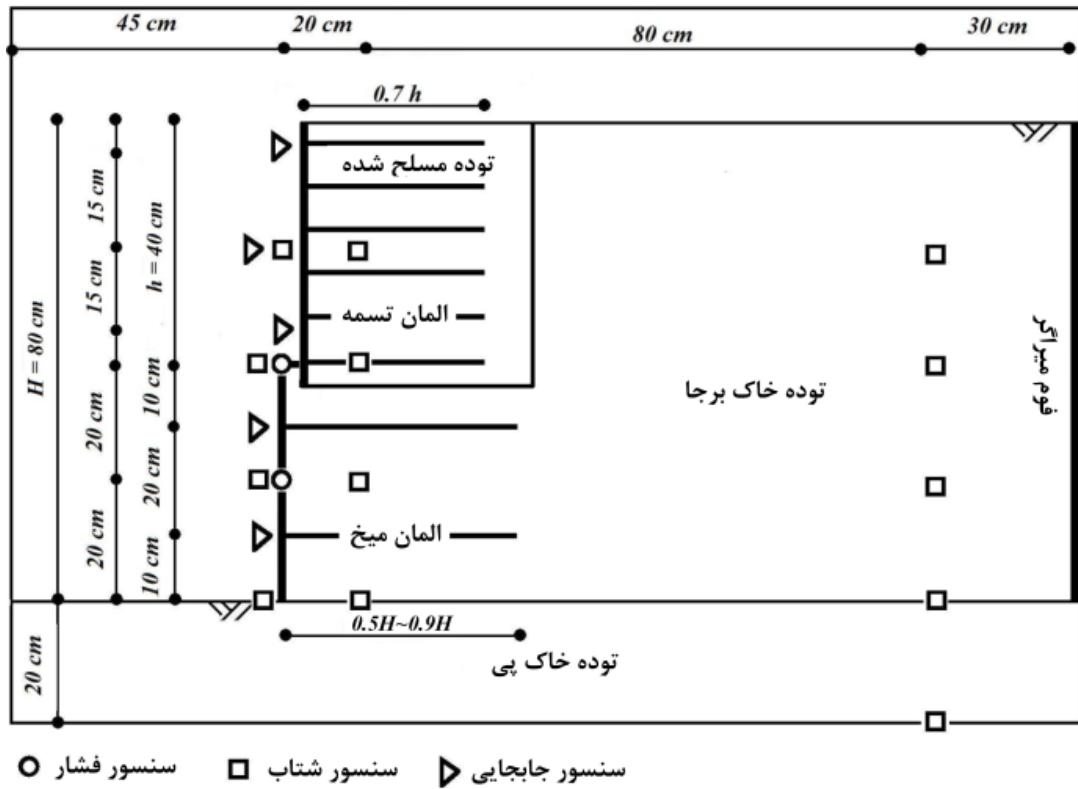 45 cm
20 cm
80 cm
30 cm
0.7 h
توده مسلح شده
15 cm
h = 40 cm
15 cm
H = 80 cm
المان تسمه
فوم میراگر
توده خاک برجا
10 cm
20 cm
20 cm
المان میخ
20 cm
10 cm
0.5H~0.9H
توده خاک پی
20 cm
سنسور جابجایی
سنسور شتاب
سنسور فشار